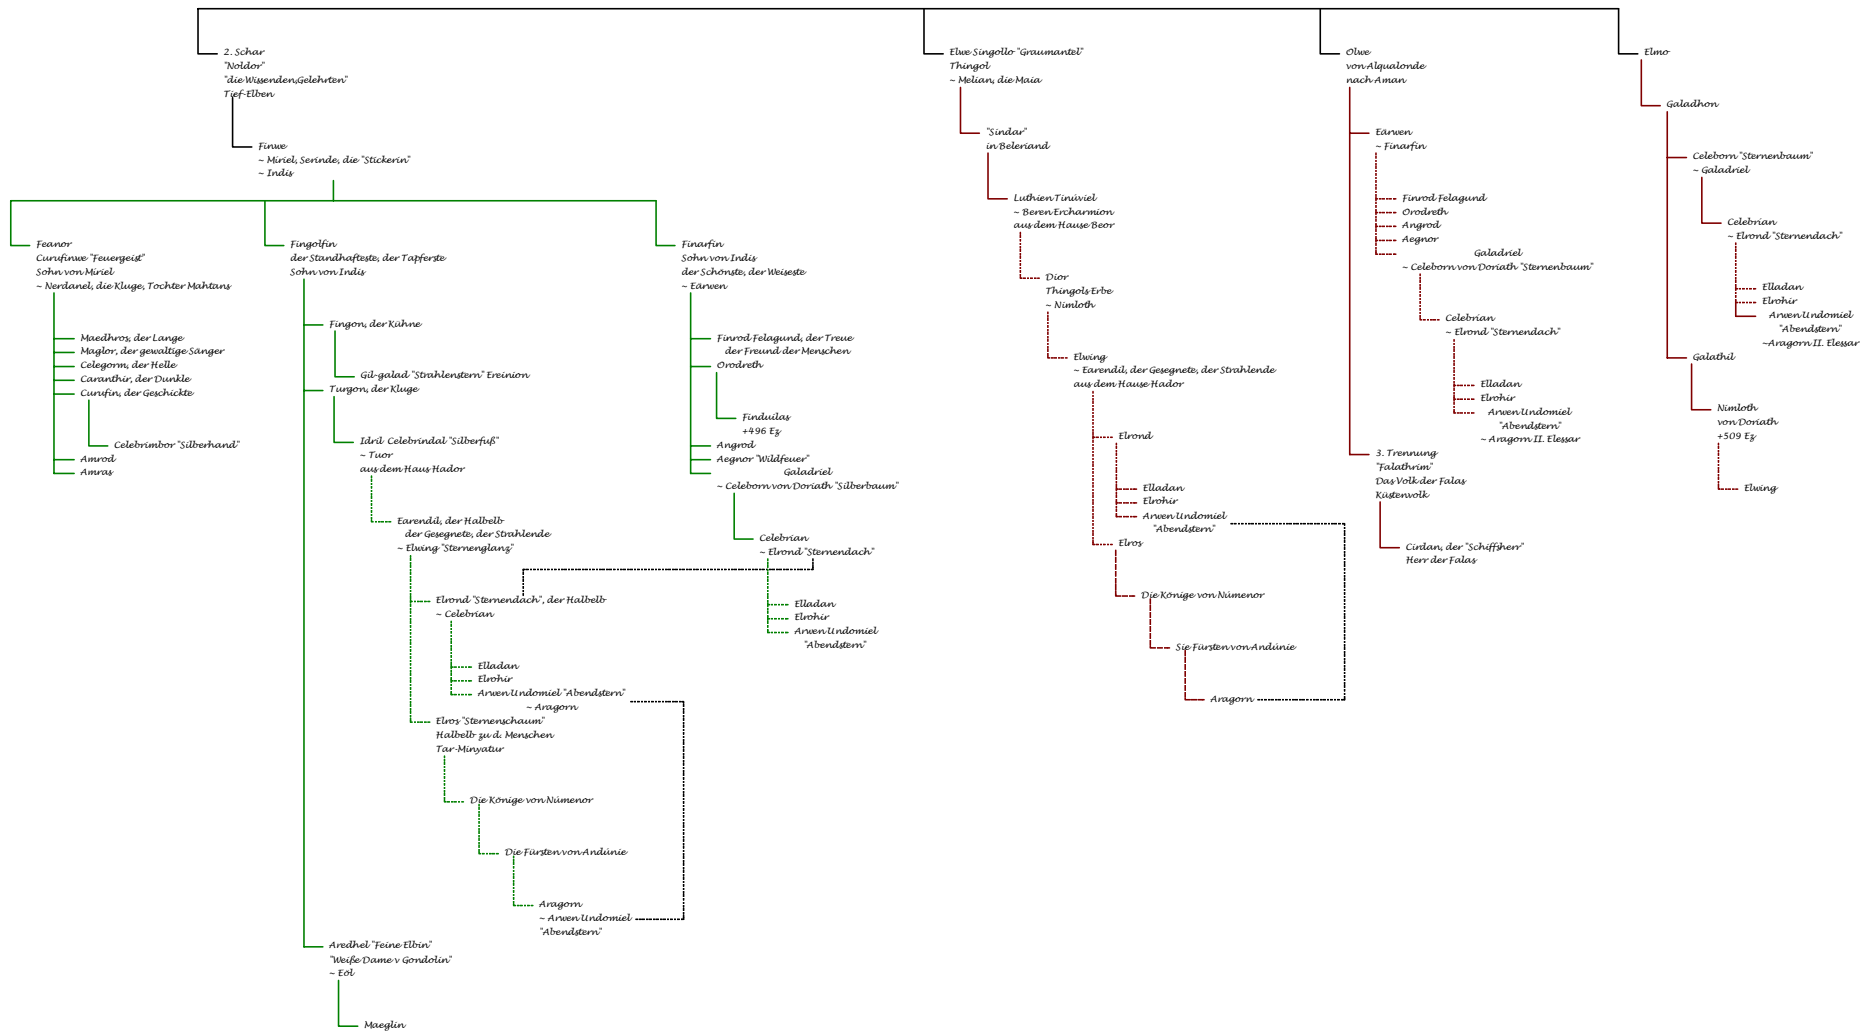 2. Schar
"Noldor"
"die Wissenden,Gelehrten"
Tief-Elben
Finwe
~ Miriel, Serinde, die "Stickerin"
~ Indis
Feanor
Curufinwe "Feuergeist"
Sohn von Miriel
~ Nerdanel, die Kluge, Tochter Mahtans
Maedhros, der Lange
Maglor, der gewaltige Sänger
Celegorm, der Helle
Caranthir, der Dunkle
Curufin, der Geschickte
Celebrimbor "Silberhand"
Amrod
Amras
Fingolfin
der Standhafteste, der Tapferste
Sohn von Indis
Fingon, der Kühne
Gil-galad "Strahlenstern" Ereinion
Turgon, der Kluge
Idril Celebrindal "Silberfuß"
~ Tuor
aus dem Haus Hador
Earendil, der Halbelb
der Gesegnete, der Strahlende
~ Elwing "Sternenglanz"
Elrond "Sternendach", der Halbelb
~ Celebrian
Elladan
Elrohir
Arwen Undomiel "Abendstern"
~ Aragorn
Elros "Sternenschaum"
Halbelb zu d. Menschen
Tar-Minyatur
Die Könige von Númenor
Die Fürsten von Andúnie
Aragorn
~ Arwen Undomiel
"Abendstern"
Aredhel "Feine Elbin"
"Weiße Dame v Gondolin"
~ Eol
Maeglin
Finarfin
Sohn von Indis
der Schönste, der Weiseste
~ Earwen
Finrod Felagund, der Treue
der Freund der Menschen
Orodreth
Finduilas
+496 Ez
Angrod
Aegnor "Wildfeuer"
Galadriel
~ Celeborn von Doriath "Silberbaum"
Celebrian
~ Elrond "Sternendach"
Elladan
Elrohir
Arwen Undomiel
"Abendstern"
Elwe Singollo "Graumantel"
Thingol
~ Melian, die Maia
"Sindar"
in Beleriand
Luthien Tinúviel
~ Beren Ercharmion
aus dem Hause Beor
Dior
Thingols Erbe
~ Nimloth
Elwing
~ Earendil, der Gesegnete, der Strahlende
aus dem Hause Hador
Elrond
Elladan
Elrohir
Arwen Undomiel
"Abendstern"
Elros
Die Könige von Númenor
Sie Fürsten von Andúnie
Aragorn
Olwe
von Alqualonde
nach Aman
Earwen
~ Finarfin
Finrod Felagund
Orodreth
Angrod
Aegnor
Galadriel
~ Celeborn von Doriath "Sternenbaum"
Celebrian
~ Elrond "Sternendach"
Elladan
Elrohir
Arwen Undomiel
"Abendstern"
~ Aragorn II. Elessar
3. Trennung
"Falathrim"
Das Volk der Falas
Küstenvolk
Cirdan, der "Schiffsherr"
Herr der Falas
Elmo
Galadhon
Celeborn "Sternenbaum"
~ Galadriel
Celebrian
~ Elrond "Sternendach"
Elladan
Elrohir
Arwen Undomiel
"Abendstern"
~Aragorn II. Elessar
Galathil
Nimloth
von Doriath
+509 Ez
Elwing